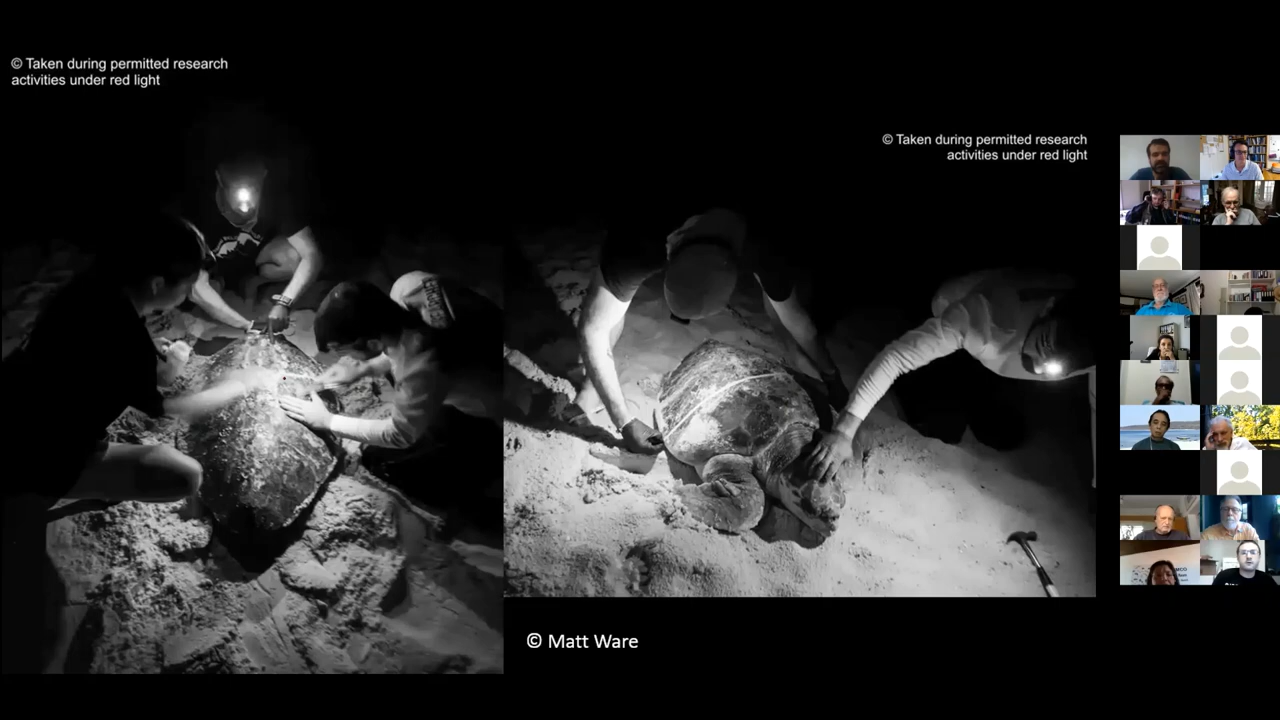 © Taken during permitted research
activities under red light
© Taken during permitted research
activities under red light
© Matt Ware